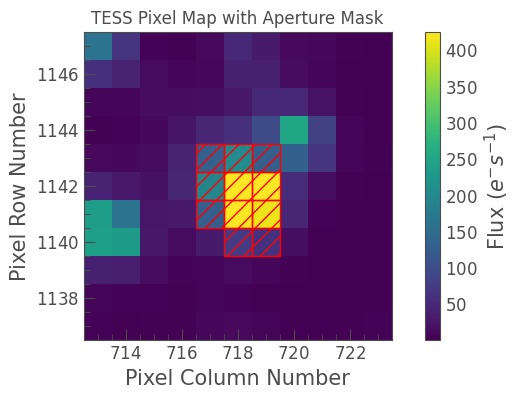 TESS Pixel Map with Aperture Mask
1146
1144
1142
1140
1138
Pixel Row Number
714 716 718 720 722
Pixel Column Number
400
350
300
250
200
150
100
50
Flux (e⁻s⁻¹)